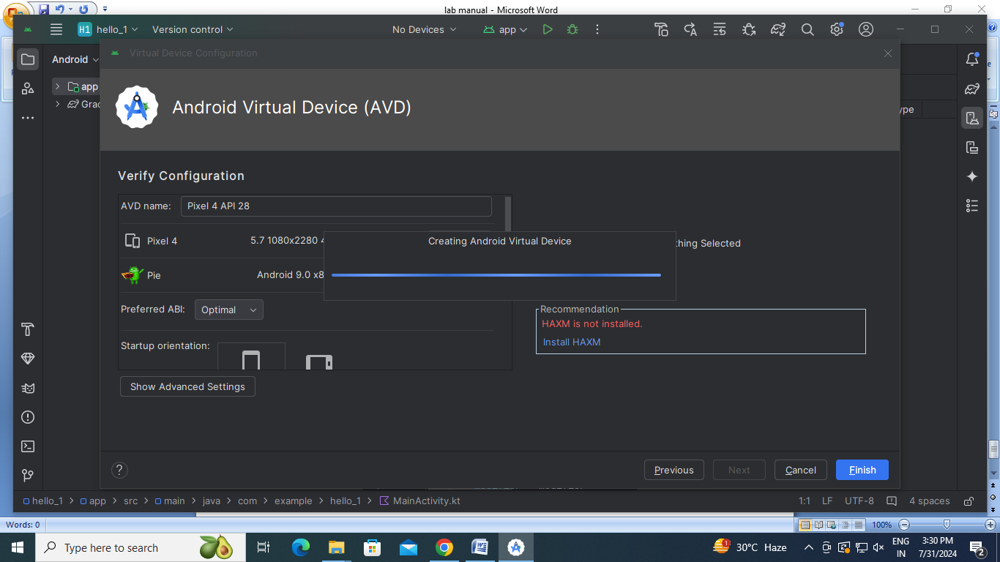 lab manual - Microsoft Word
H1 hello_1 Version control No Devices app
Android
Virtual Device Configuration
app
Grad
Android Virtual Device (AVD)
ype
Verify Configuration
AVD name: Pixel 4 API 28
Pixel 4 5.7 1080x2280 4
Creating Android Virtual Device
thing Selected
Pie Android 9.0 x8
Preferred ABI: Optimal
Recommendation
HAXM is not installed.
Install HAXM
Startup orientation:
Show Advanced Settings
? Previous Next Cancel Finish
hello_1 > app > src > main > java > com > example > hello_1 > MainActivity.kt 1:1 LF UTF-8 4 spaces
Words: 0 100%
Type here to search 1 30°C Haze ENG IN 3:30 PM 7/31/2024 2